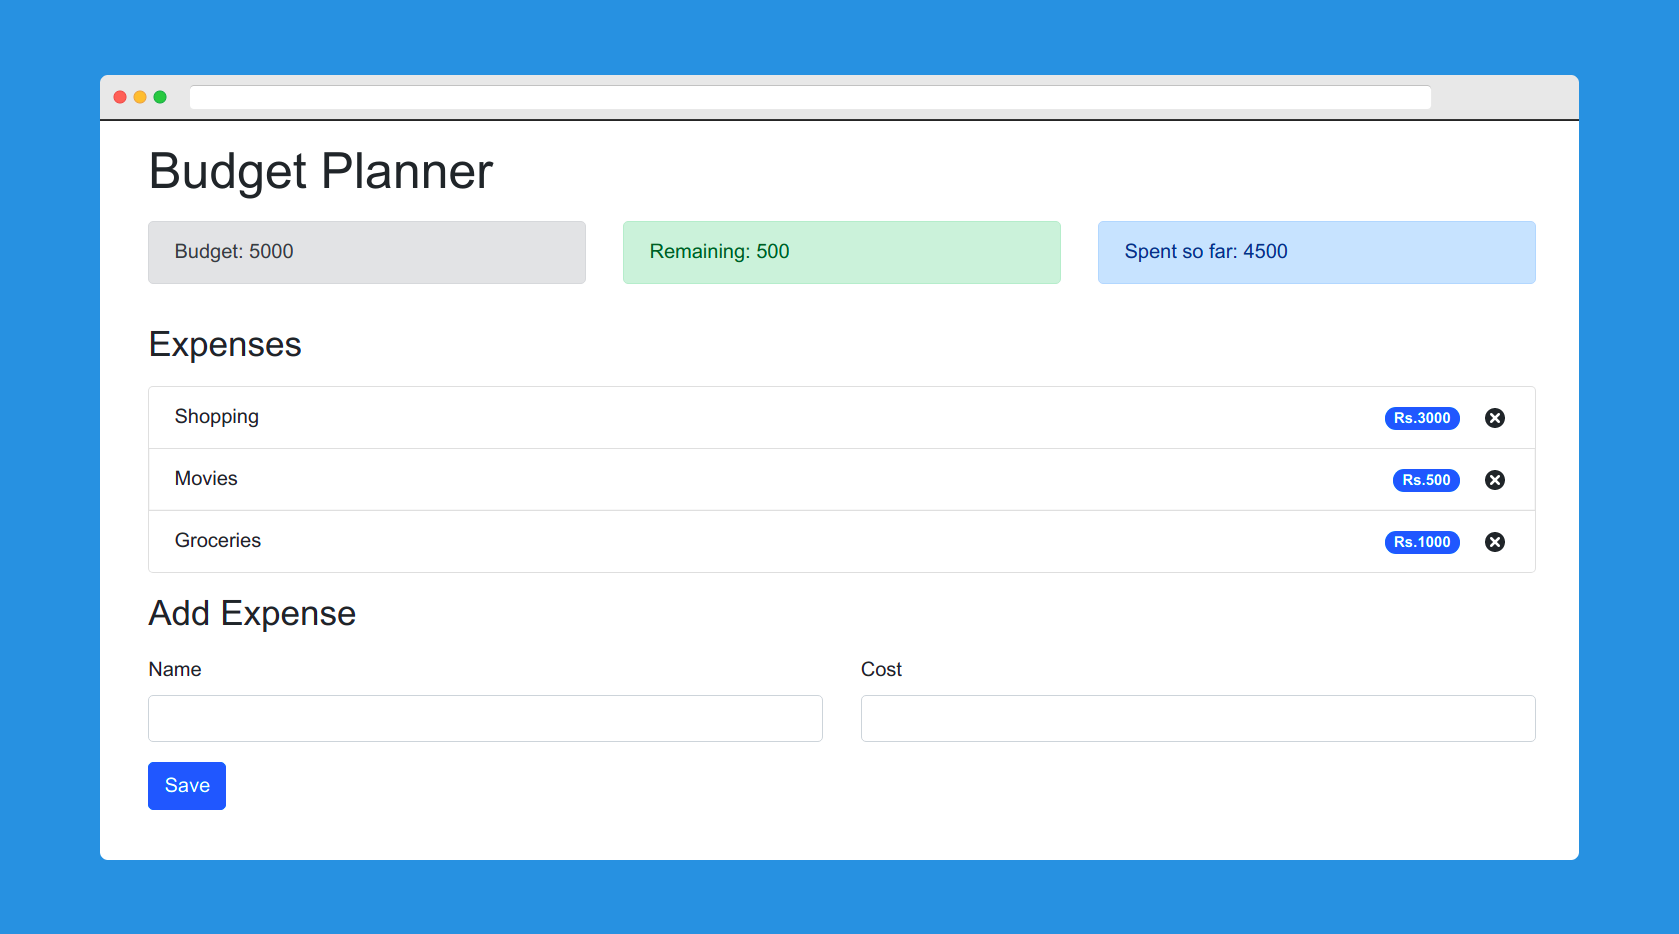 Budget Planner
Budget: 5000
Remaining: 500
Spent so far: 4500
Expenses
Shopping Rs.3000
Movies Rs.500
Groceries Rs.1000
Add Expense
Name Cost
Save